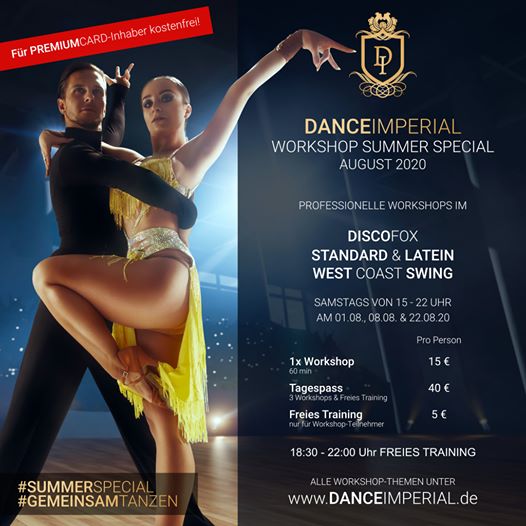 Für PREMIUMCARD-Inhaber kostenfrei!
DI
DANCEIMPERIAL
WORKSHOP SUMMER SPECIAL
AUGUST 2020
PROFESSIONELLE WORKSHOPS IM
DISCOFOX
STANDARD & LATEIN
WEST COAST SWING
SAMSTAGS VON 15 - 22 UHR
AM 01.08., 08.08. & 22.08.20
Pro Person
1x Workshop 15 €
60 min
Tagespass 40 €
3 Workshops & Freies Training
Freies Training 5 €
nur für Workshop-Teilnehmer
18:30 - 22:00 Uhr FREIES TRAINING
ALLE WORKSHOP-THEMEN UNTER
www.DANCEIMPERIAL.de
#SUMMERSPECIAL
#GEMEINSAMTANZEN